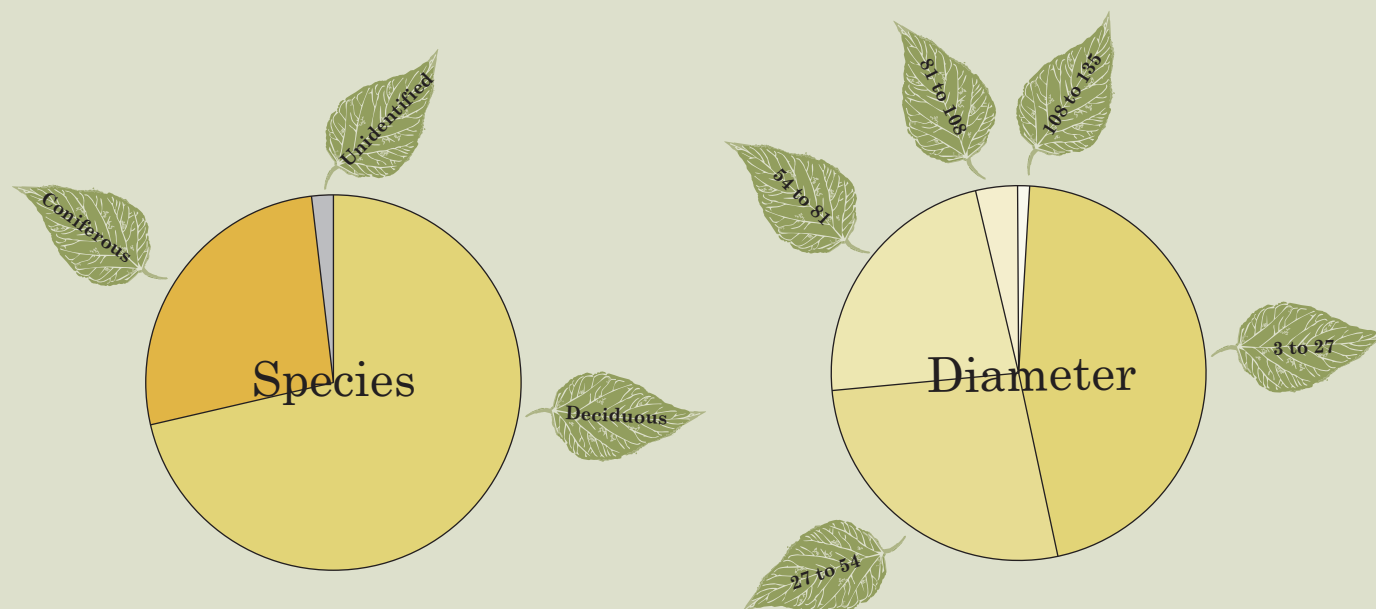 Unidentified
Coniferous
Species
Deciduous
81 to 108
108 to 135
54 to 81
3 to 27
Diameter
27 to 54